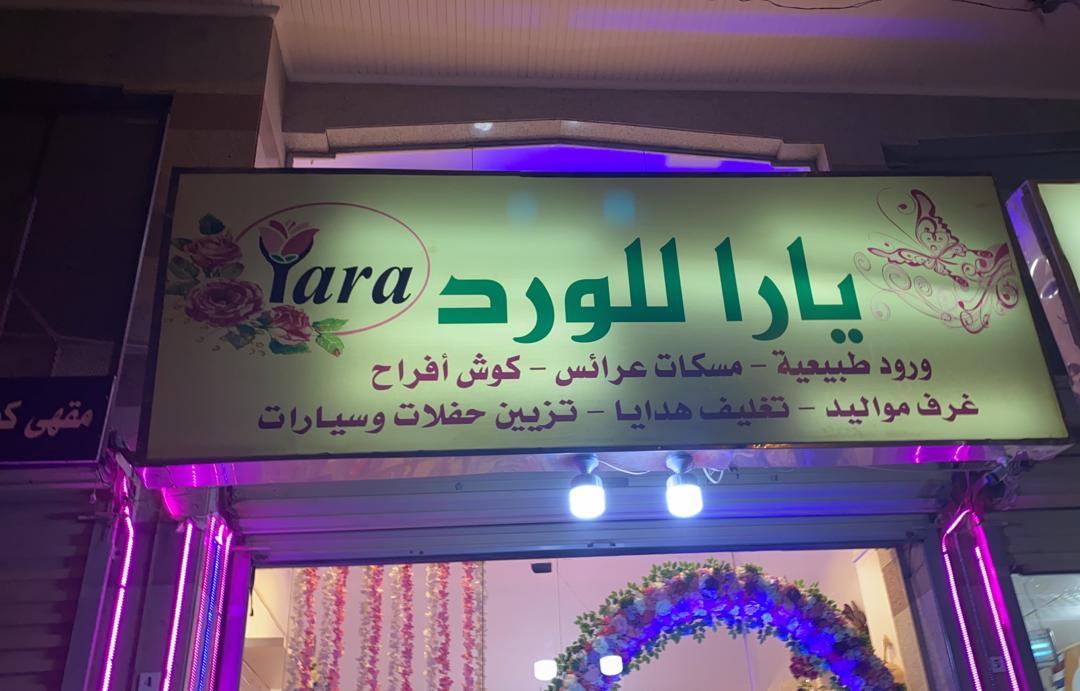 يارا للورد
Yara
ورود طبيعية - مسكات عرائس - كوش أفراح
غرف مواليد - تغليف هدايا - تزيين حفلات وسيارات
مقهى